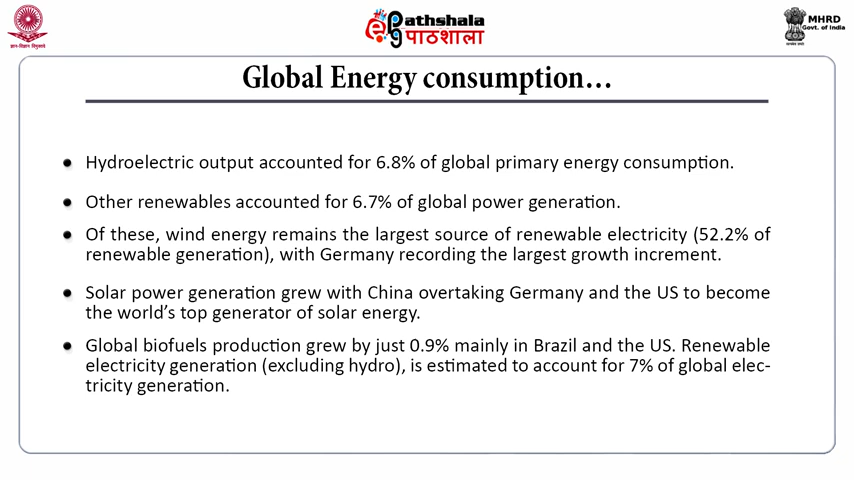 ज्ञान-विज्ञान विमुक्तये
ePathshala
पाठशाला
MHRD
Govt. of India
सत्यमेव जयते
Global Energy consumption...
Hydroelectric output accounted for 6.8% of global primary energy consumption.
Other renewables accounted for 6.7% of global power generation.
Of these, wind energy remains the largest source of renewable electricity (52.2% of
renewable generation), with Germany recording the largest growth increment.
Solar power generation grew with China overtaking Germany and the US to become
the world's top generator of solar energy.
Global biofuels production grew by just 0.9% mainly in Brazil and the US. Renewable
electricity generation (excluding hydro), is estimated to account for 7% of global elec-
tricity generation.